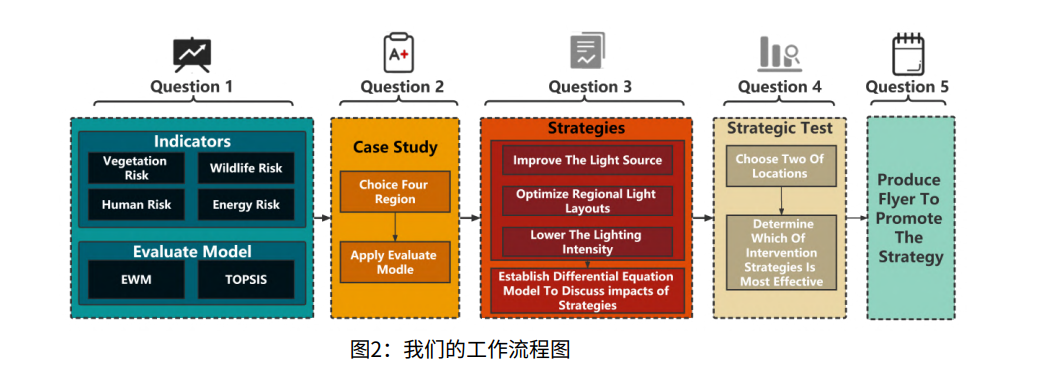 Question 1
Indicators
Vegetation
Risk
Wildlife Risk
Human Risk
Energy Risk
Evaluate Model
EWM
TOPSIS
A+
Question 2
Case Study
Choice Four
Region
Apply Evaluate
Modle
Question 3
Strategies
Improve The Light Source
Optimize Regional Light
Layouts
Lower The Lighting
Intensity
Establish Differential Equation
Model To Discuss impacts of
Strategies
Question 4
Strategic Test
Choose Two Of
Locations
Determine
Which Of
Intervention
Strategies Is
Most Effective
Question 5
Produce
Flyer To
Promote
The
Strategy
图2：我们的工作流程图